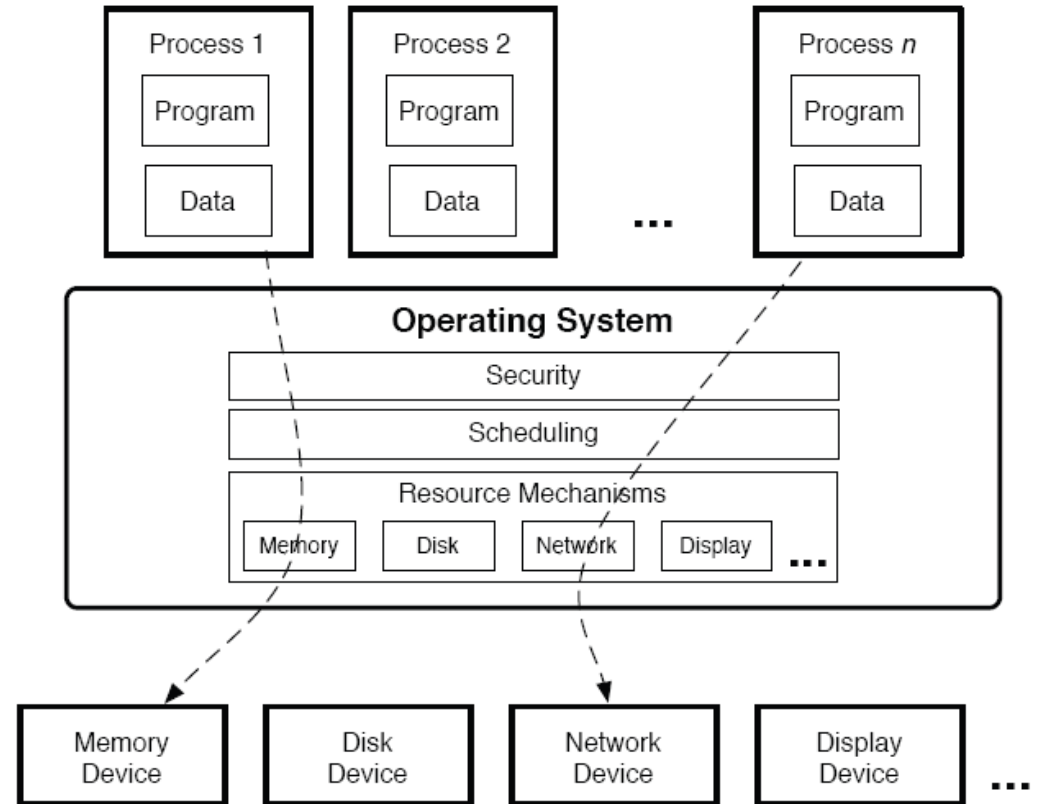 Process 1
Process 2
Process n
Program
Program
Program
Data
Data
...
Data
Operating System
Security
Scheduling
Resource Mechanisms
Memory
Disk
Network
Display
...
Memory
Device
Disk
Device
Network
Device
Display
Device
...